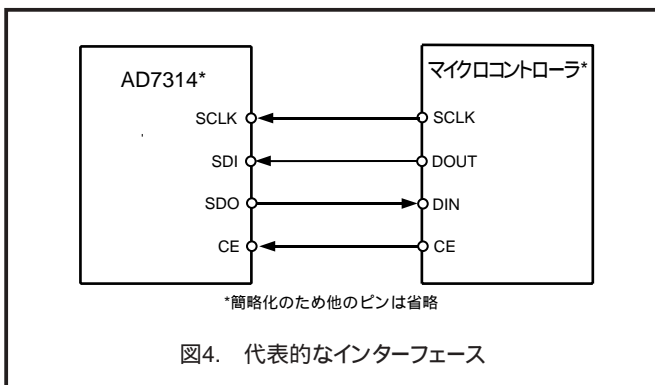 AD7314*
マイクロコントローラ*
SCLK SCLK
SDI DOUT
SDO DIN
CE CE
*簡略化のため他のピンは省略
図4. 代表的なインターフェース